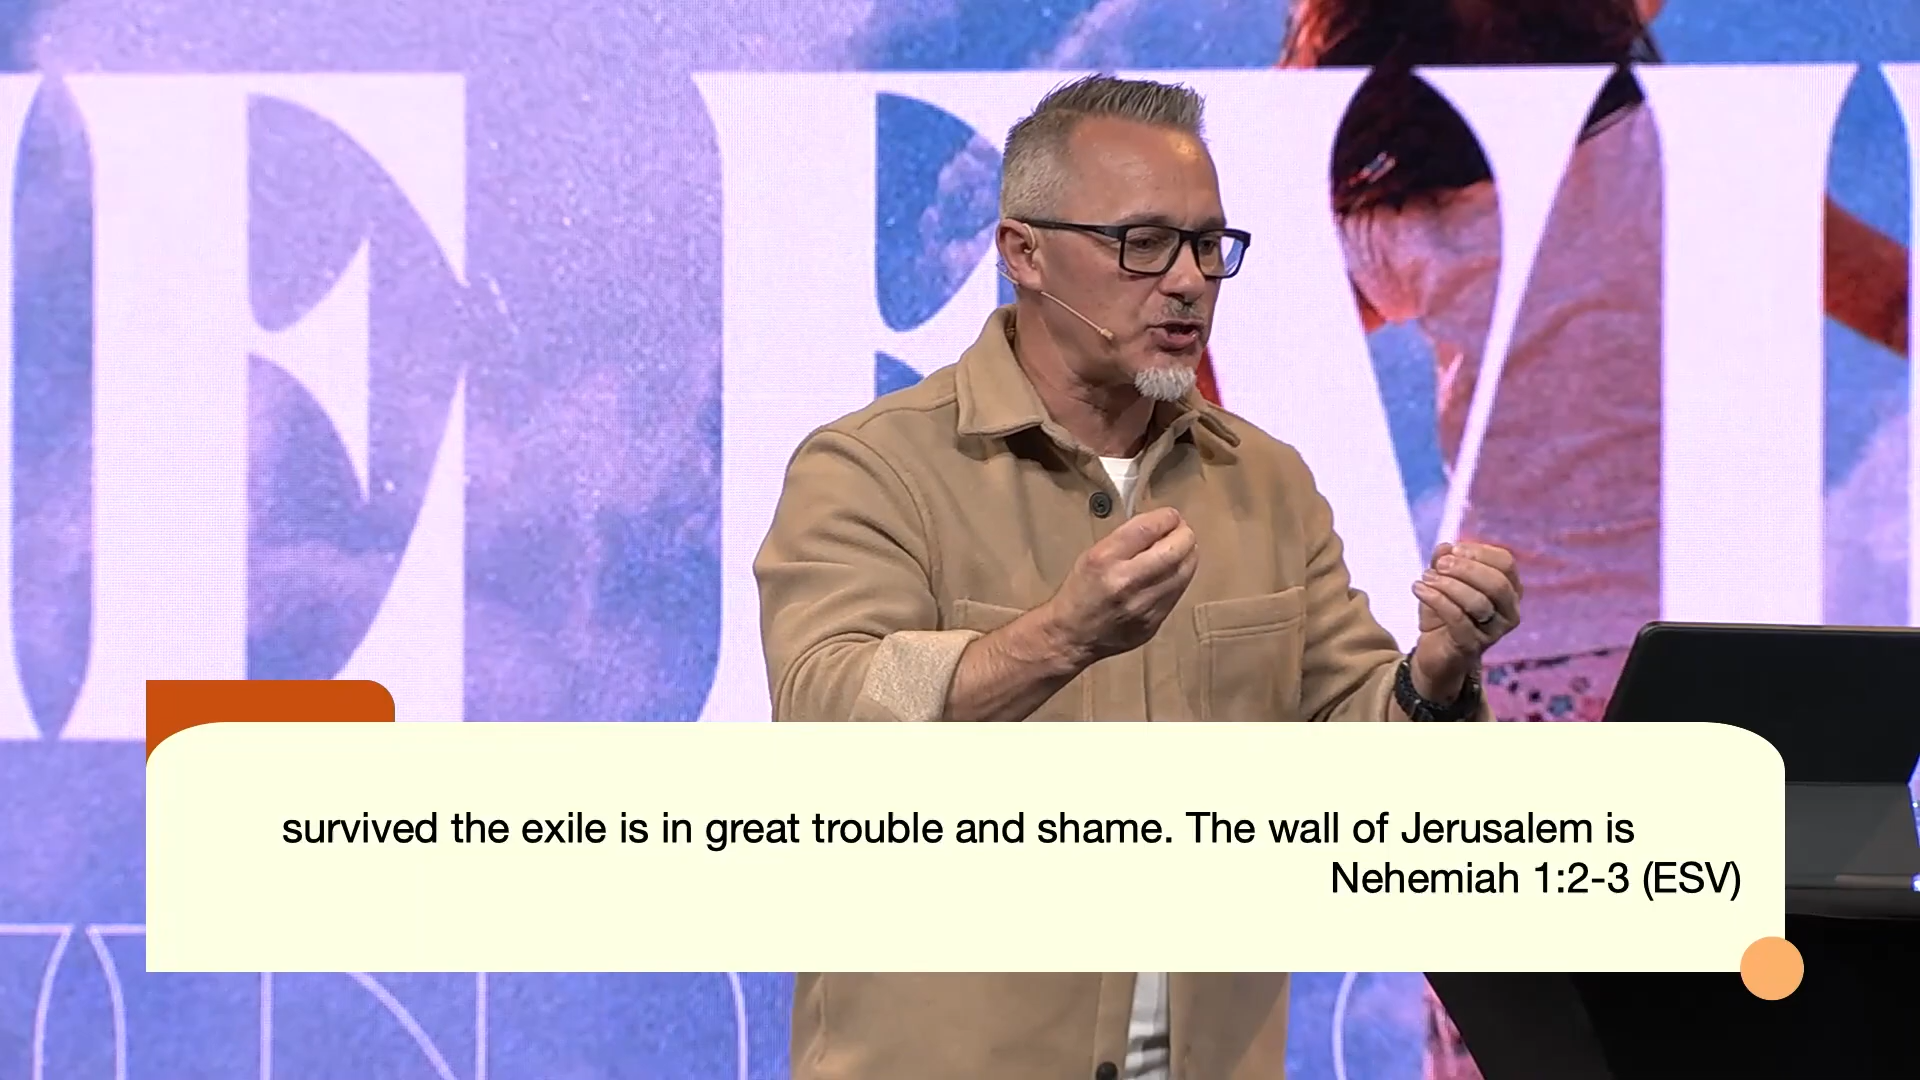 survived the exile is in great trouble and shame. The wall of Jerusalem is
Nehemiah 1:2-3 (ESV)